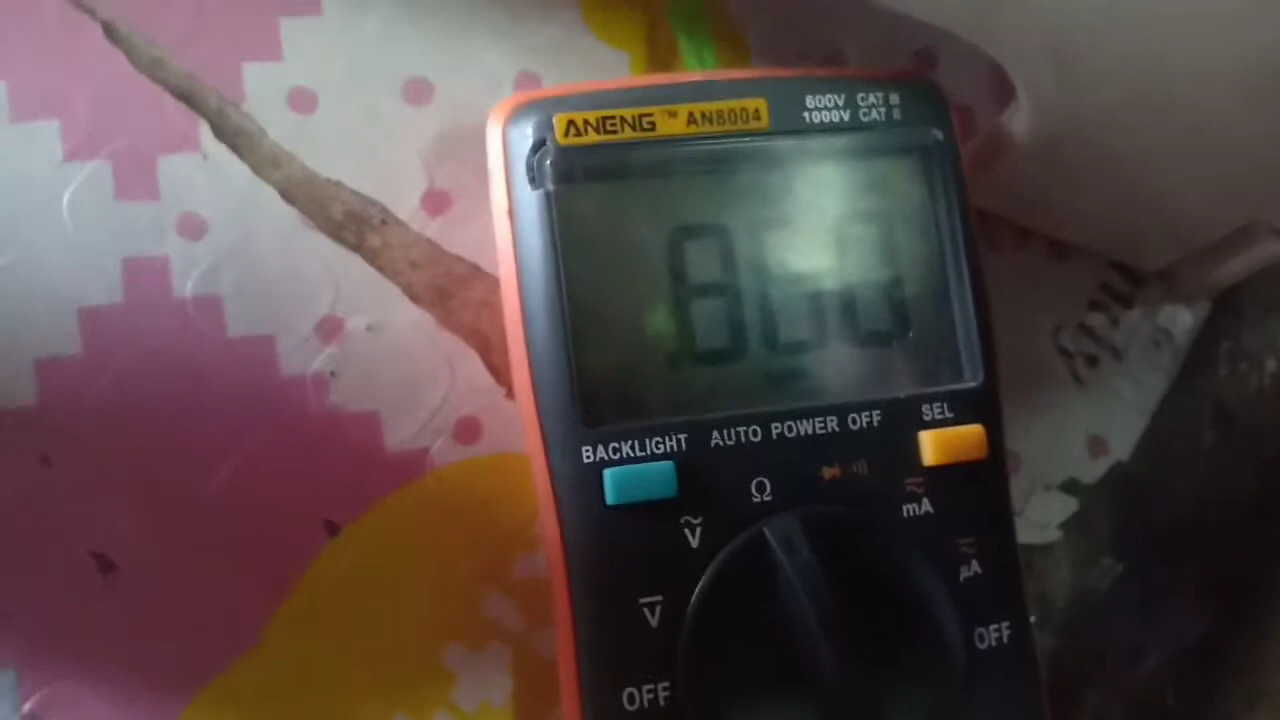 ANENG™ AN8004
600V CAT III
1000V CAT II
BACKLIGHT
AUTO POWER OFF
SEL
Ω
mA
V
µA
V
OFF
OFF